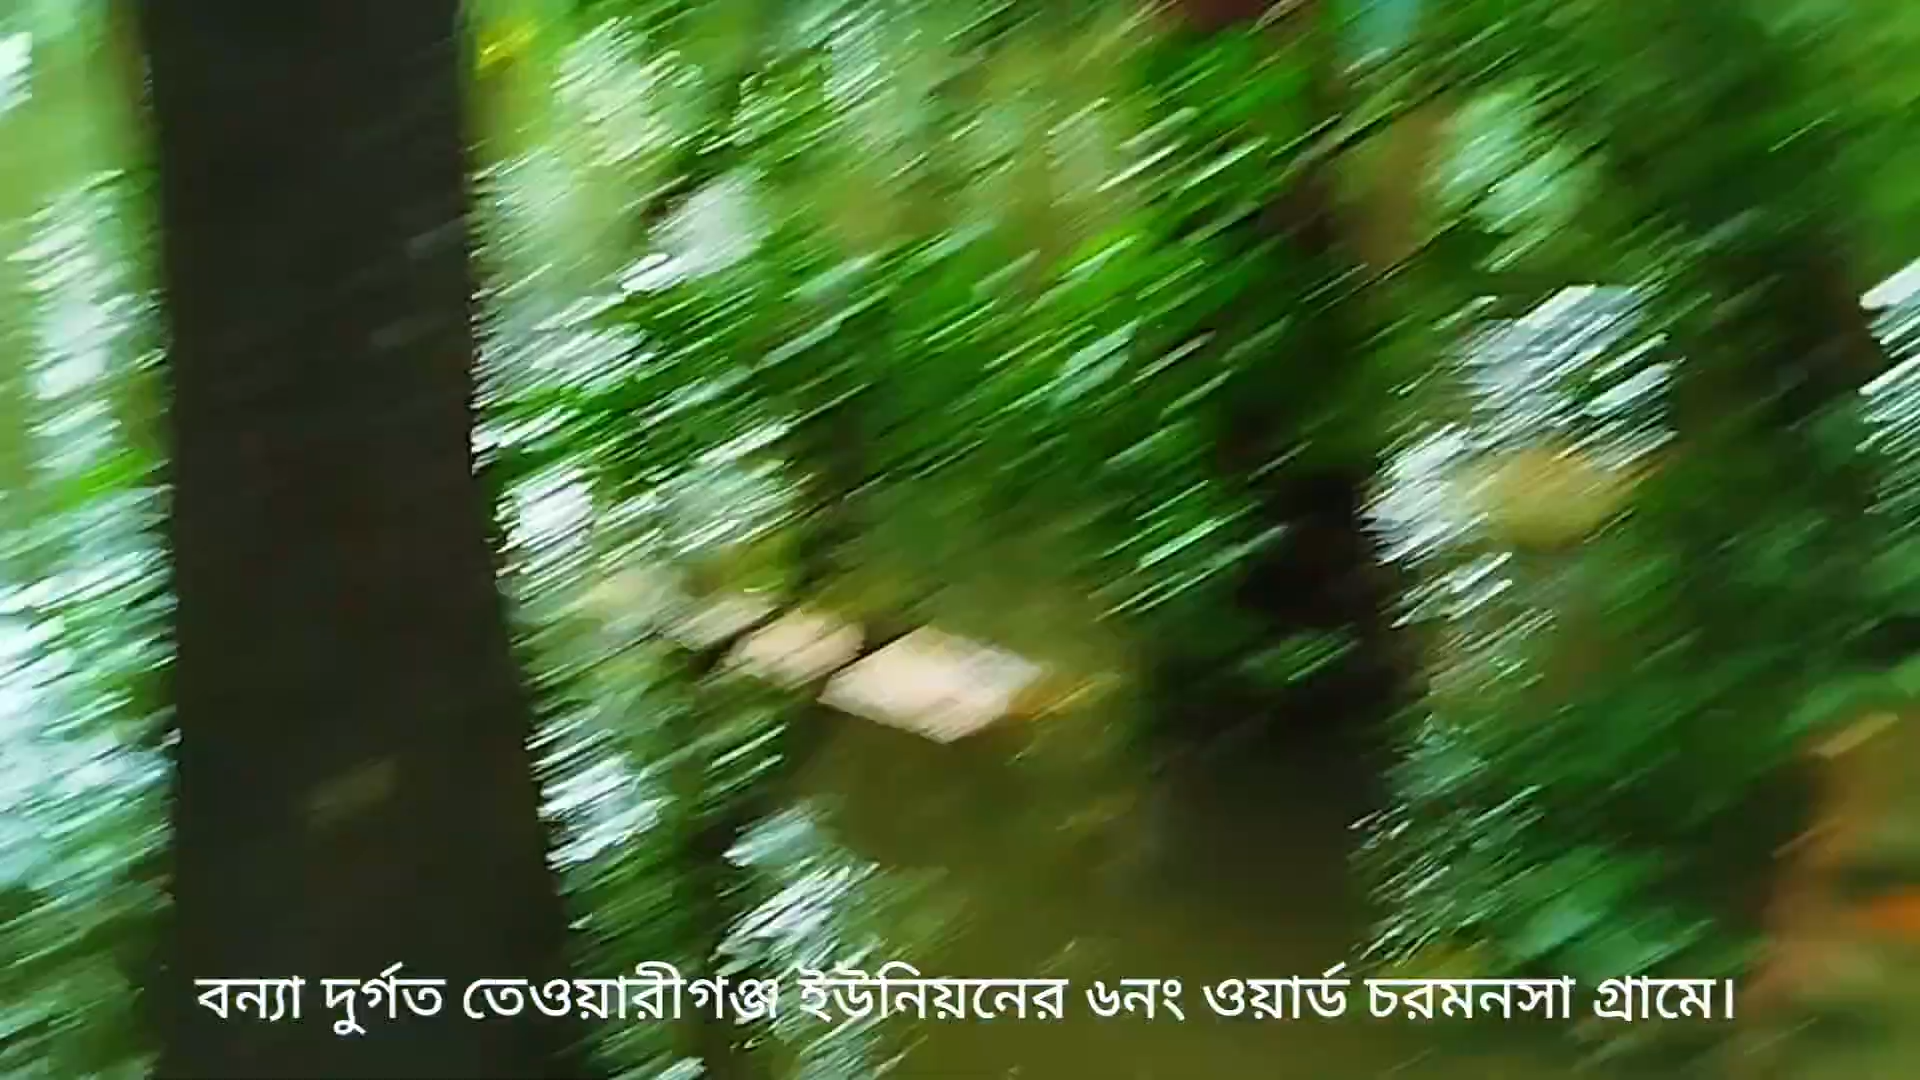 বন্যা দুর্গত তেওয়ারীগঞ্জ ইউনিয়নের ৬নং ওয়ার্ড চরমনসা গ্রামে।